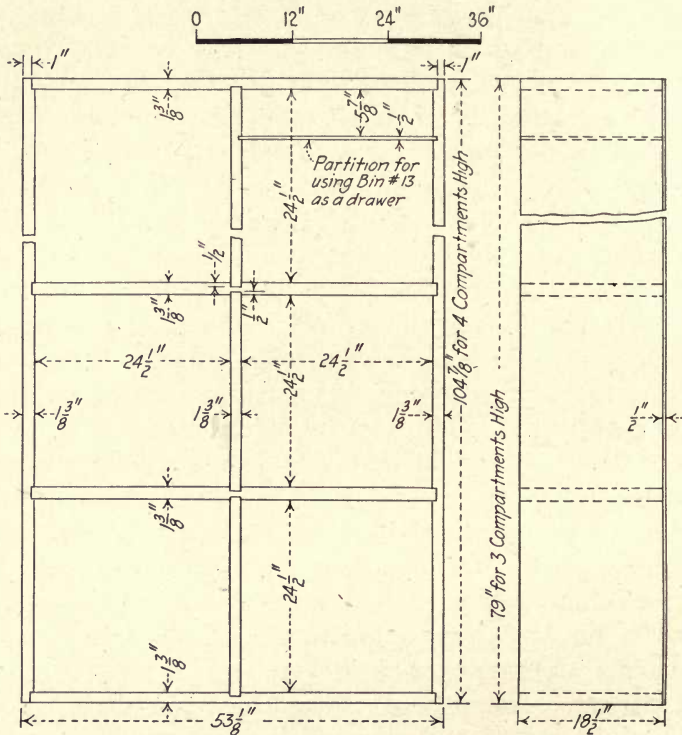 0 12" 24" 36"
1" 1"
1 3/8" 5 7/8" 1/2"
Partition for
using Bin #13
as a drawer
24 1/2"
1/2"
1 3/8" 1/2"
24 1/2" 24 1/2"
24 1/2"
1 3/8" 1 3/8" 1 3/8" 1/2"
104 7/8" for 4 Compartments High
79" for 3 Compartments High
1 3/8"
24 1/2"
1 3/8"
53 1/8" 18 1/2"